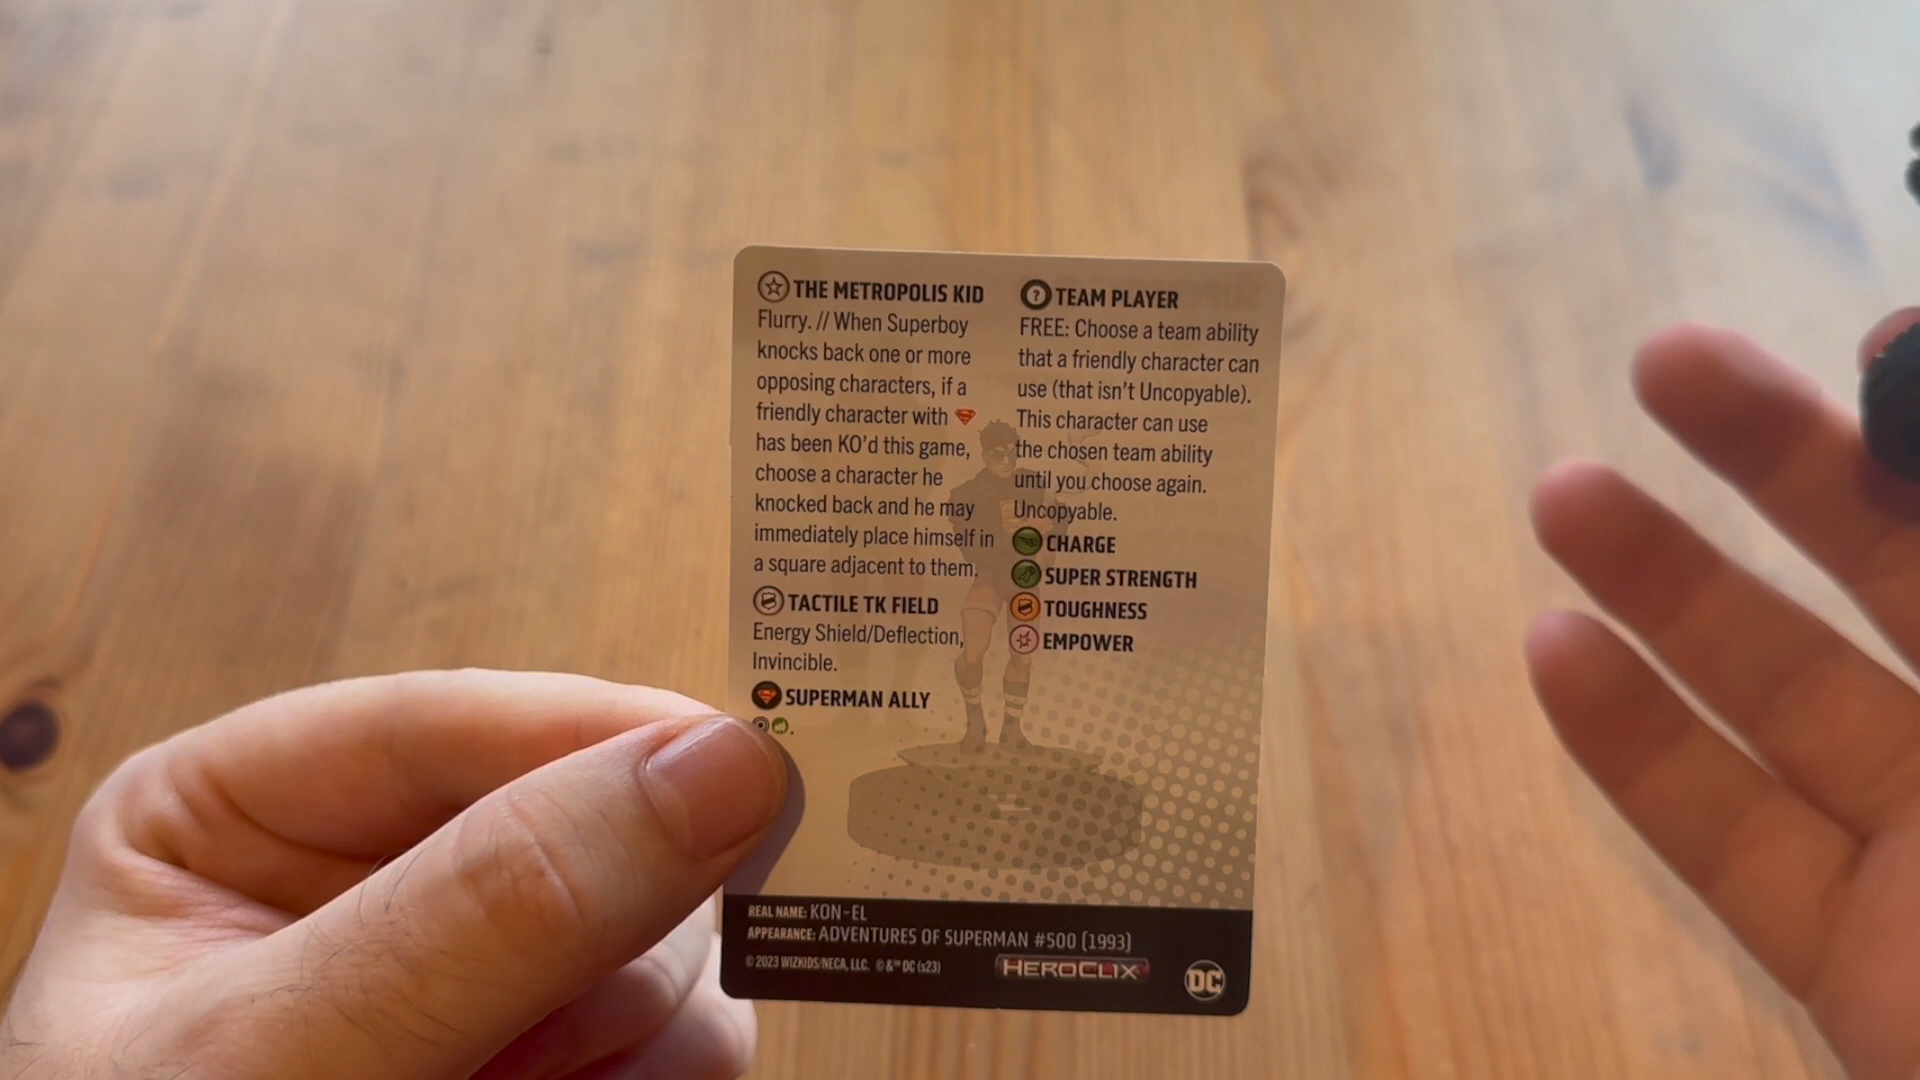 THE METROPOLIS KID
Flurry. // When Superboy
knocks back one or more
opposing characters, if a
friendly character with
has been KO'd this game,
choose a character he
knocked back and he may
immediately place himself in
a square adjacent to them.
TACTILE TK FIELD
Energy Shield/Deflection,
Invincible.
SUPERMAN ALLY
? TEAM PLAYER
FREE: Choose a team ability
that a friendly character can
use (that isn't Uncopyable).
This character can use
the chosen team ability
until you choose again.
Uncopyable.
CHARGE
SUPER STRENGTH
TOUGHNESS
EMPOWER
REAL NAME: KON-EL
APPEARANCE: ADVENTURES OF SUPERMAN #500 (1993)
© 2023 WIZKIDS/NECA, LLC. © &™ DC (s23)
HEROCLIX
DC